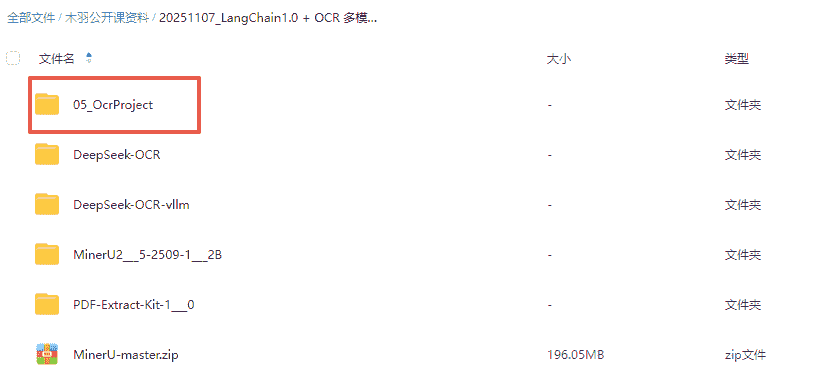 全部文件 / 木羽公开课资料 / 20251107_LangChain1.0 + OCR 多模...
文件名 大小 类型
05_OcrProject - 文件夹
DeepSeek-OCR - 文件夹
DeepSeek-OCR-vllm - 文件夹
MinerU2___5-2509-1___2B - 文件夹
PDF-Extract-Kit-1___0 - 文件夹
MinerU-master.zip 196.05MB zip文件